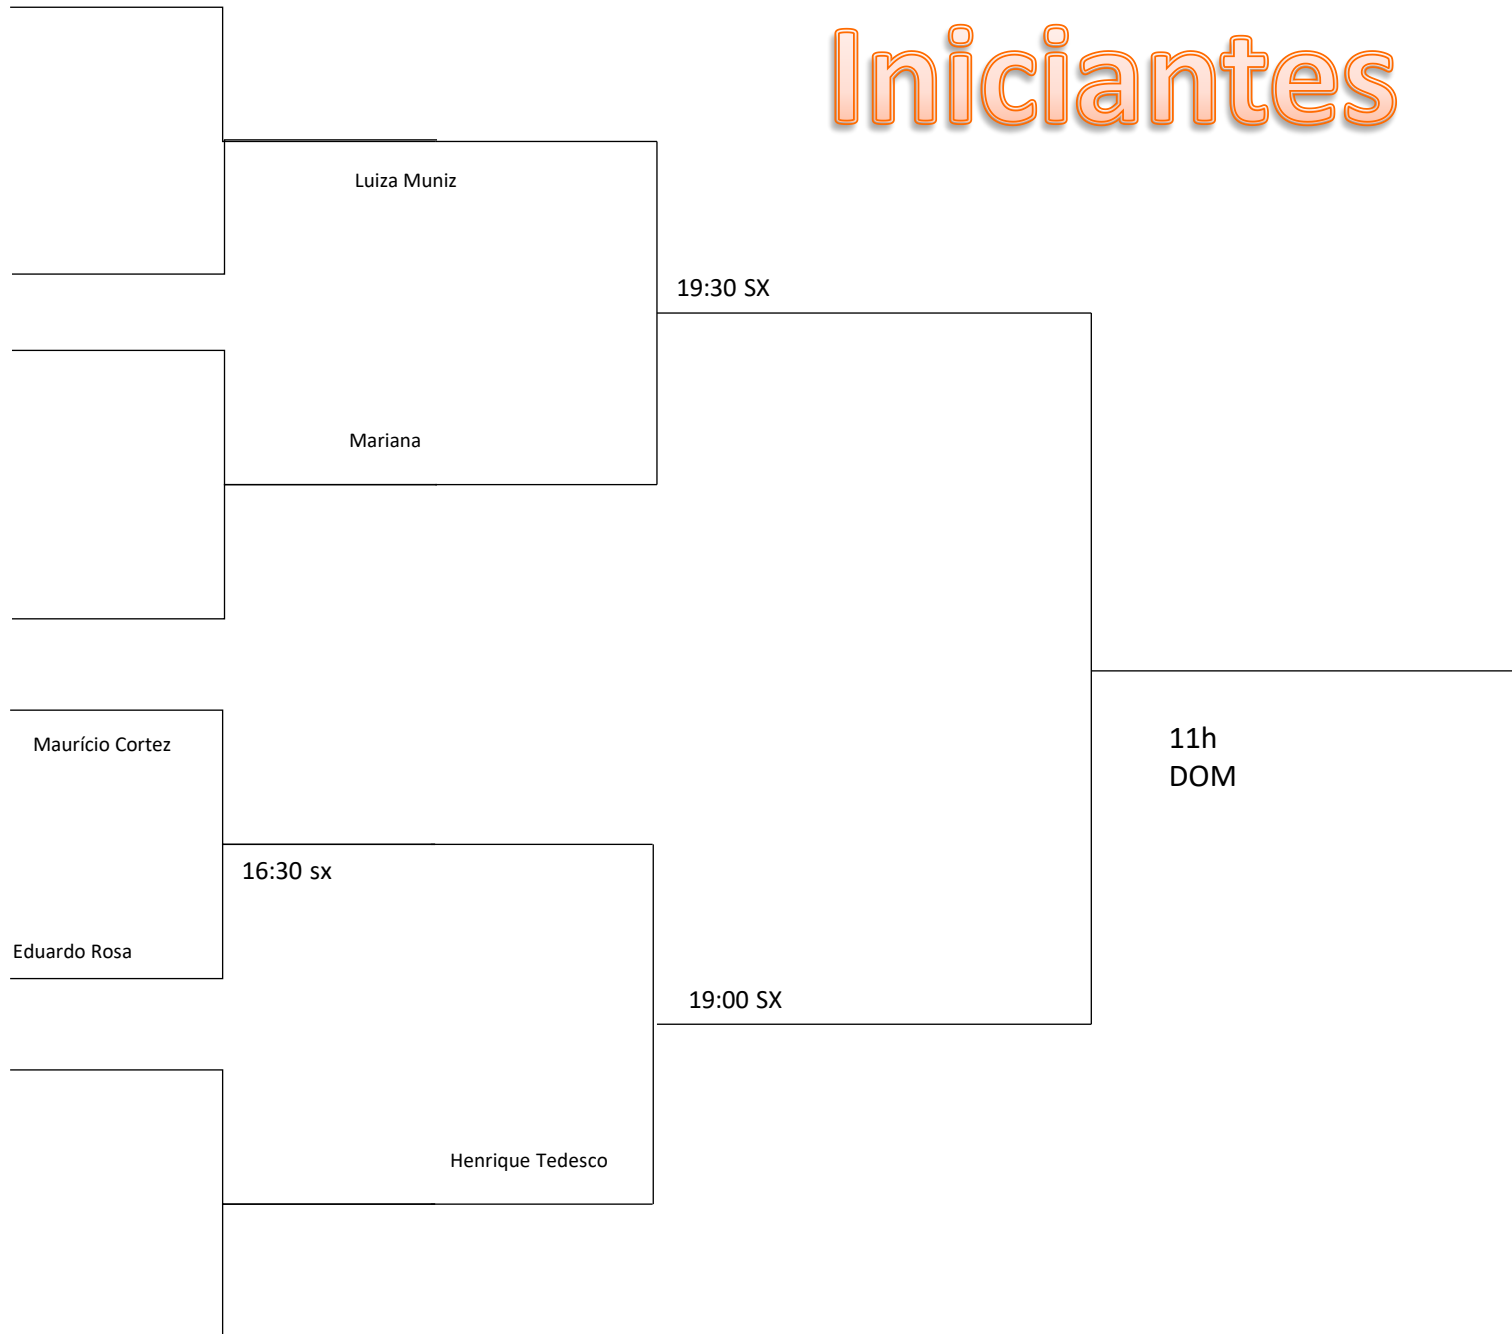 Iniciantes
Luiza Muniz
19:30 SX
Mariana
Maurício Cortez
11h
DOM
16:30 sx
Eduardo Rosa
19:00 SX
Henrique Tedesco